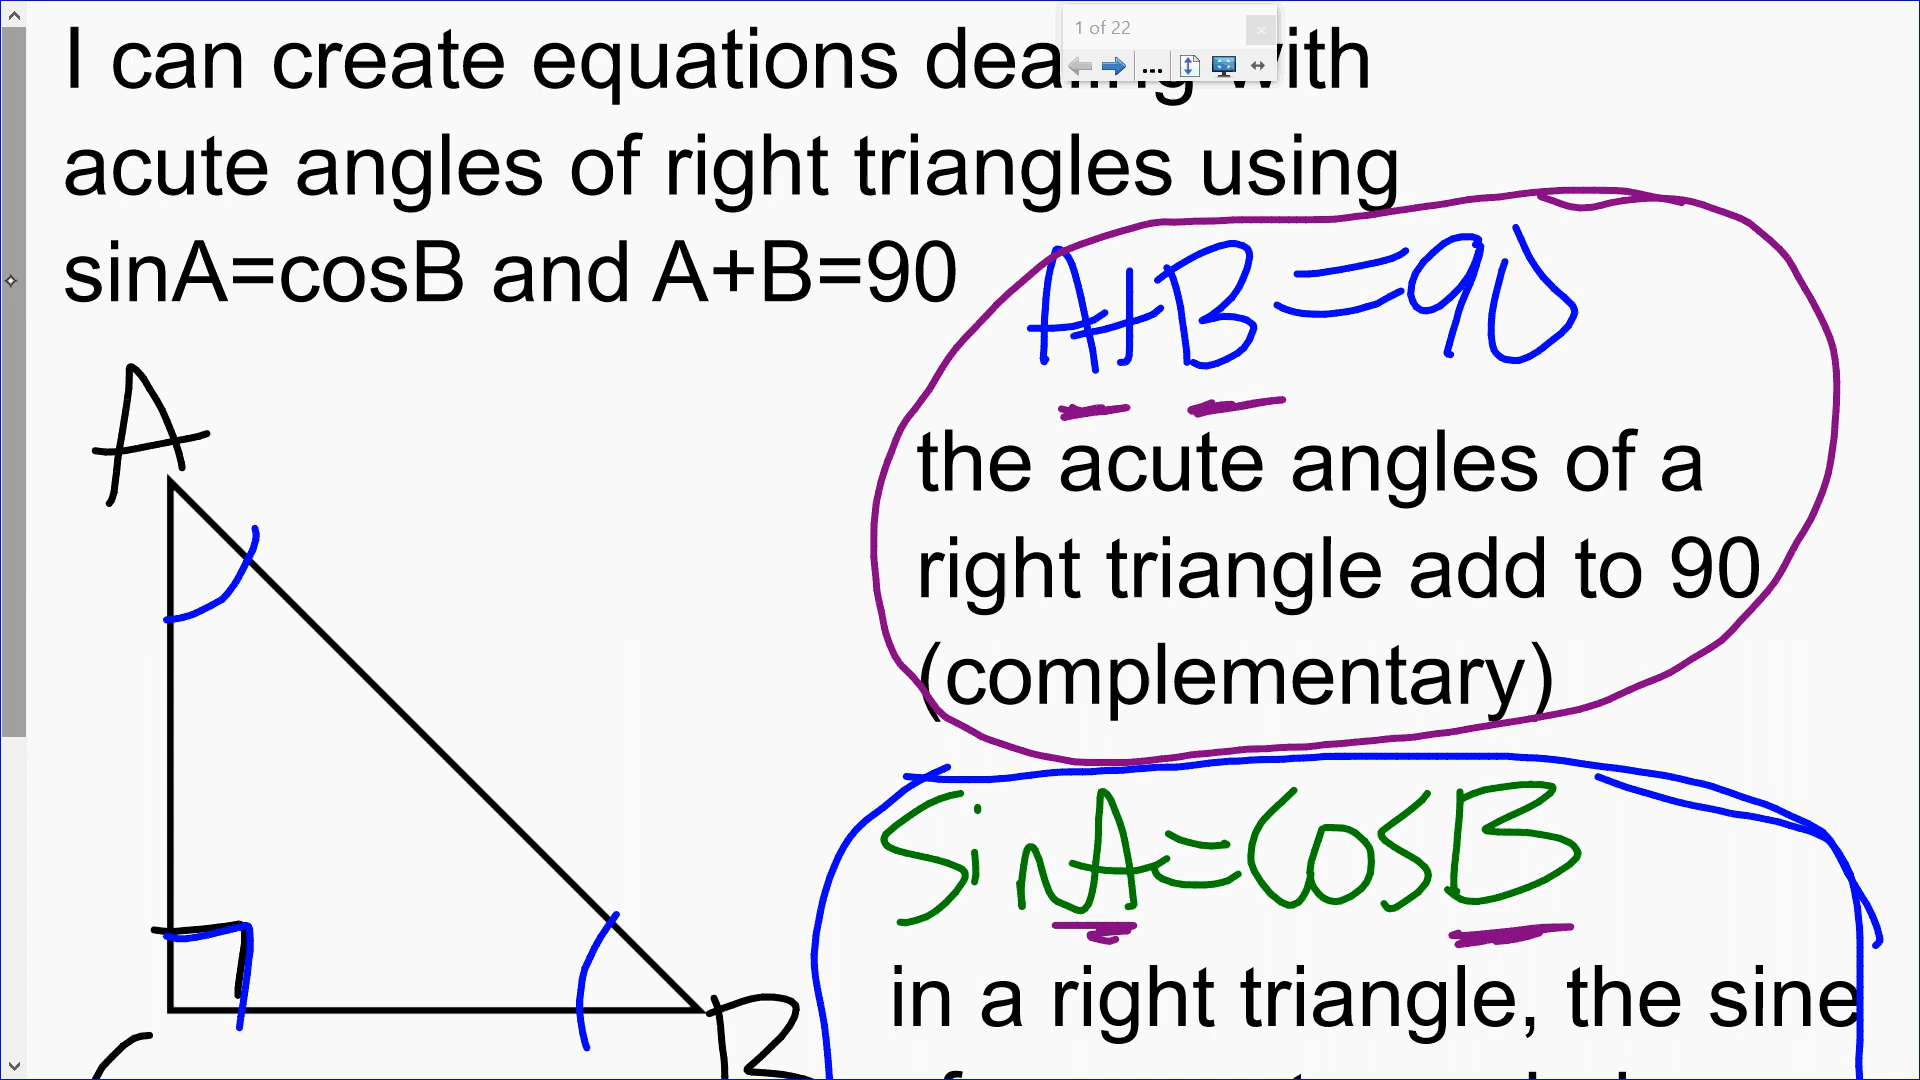 1 of 22
I can create equations dealing with
acute angles of right triangles using
sinA=cosB and A+B=90
A+B=90
A
the acute angles of a
right triangle add to 90
(complementary)
sinA=cosB
in a right triangle, the sine
B